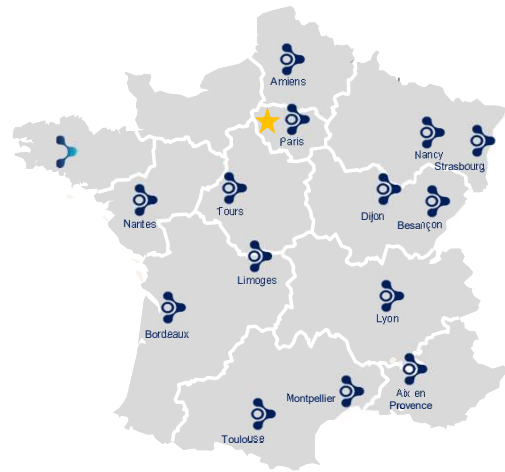 Amiens
Paris
Nancy
Strasbourg
Tours
Dijon
Besançon
Nantes
Limoges
Lyon
Bordeaux
Montpellier
Aix en
Provence
Toulouse